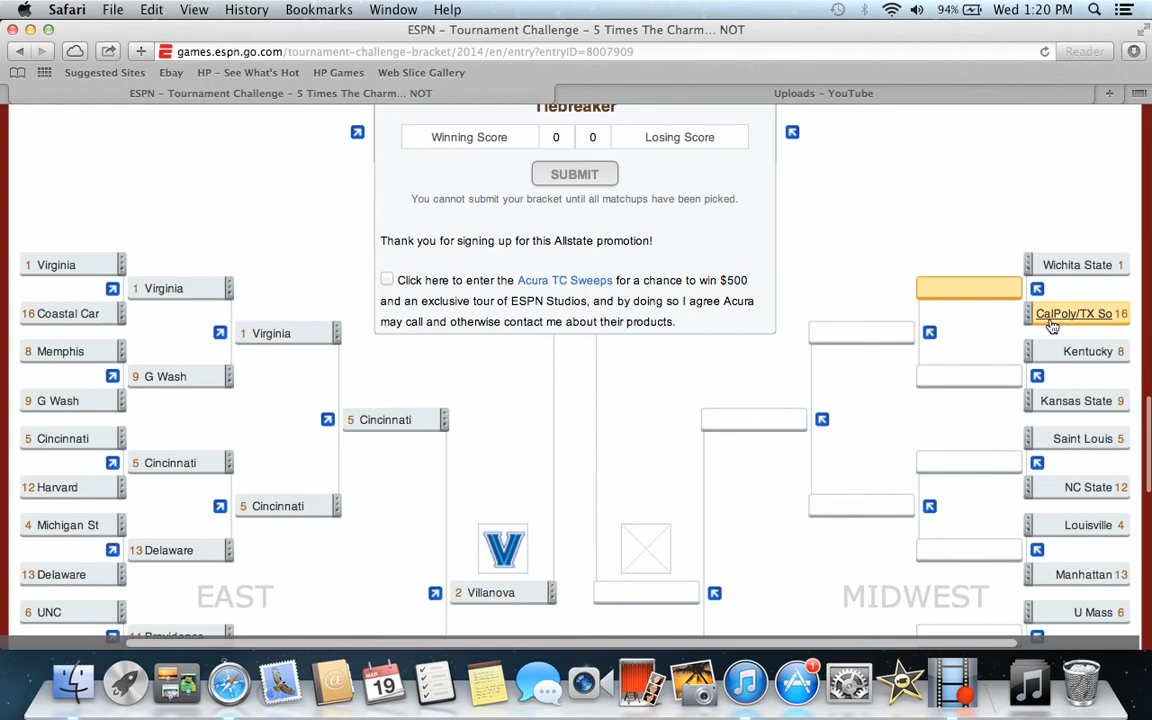 Safari File Edit View History Bookmarks Window Help 94% Wed 1:20 PM
ESPN – Tournament Challenge – 5 Times The Charm... NOT
games.espn.go.com/tournament-challenge-bracket/2014/en/entry?entryID=8007909
Reader
Suggested Sites Ebay HP – See What's Hot HP Games Web Slice Gallery
ESPN – Tournament Challenge – 5 Times The Charm... NOT
Uploads – YouTube
Tiebreaker
Winning Score 0 0 Losing Score
SUBMIT
You cannot submit your bracket until all matchups have been picked.
Thank you for signing up for this Allstate promotion!
Click here to enter the Acura TC Sweeps for a chance to win $500
and an exclusive tour of ESPN Studios, and by doing so I agree Acura
may call and otherwise contact me about their products.
1 Virginia
16 Coastal Car
8 Memphis
9 G Wash
5 Cincinnati
12 Harvard
4 Michigan St
13 Delaware
6 UNC
1 Virginia
9 G Wash
5 Cincinnati
13 Delaware
11 Providence
1 Virginia
5 Cincinnati
5 Cincinnati
EAST
V
2 Villanova
MIDWEST
Wichita State 1
CalPoly/TX So 16
Kentucky 8
Kansas State 9
Saint Louis 5
NC State 12
Louisville 4
Manhattan 13
U Mass 6
MAR
19
1